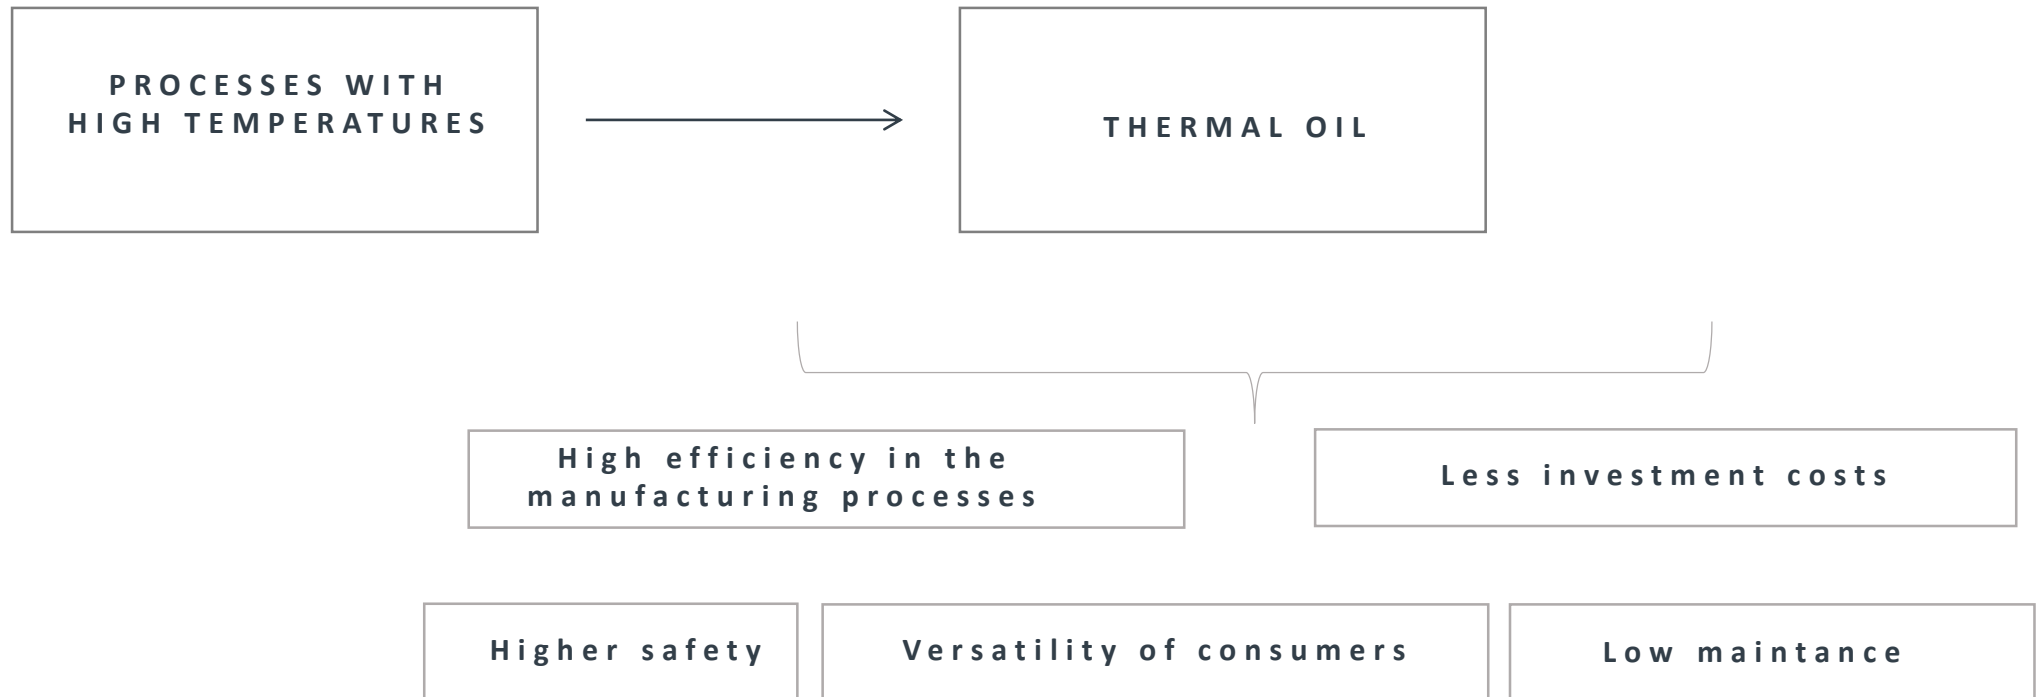 PROCESSES WITH
HIGH TEMPERATURES
THERMAL OIL
High efficiency in the
manufacturing processes
Less investment costs
Higher safety
Versatility of consumers
Low maintance